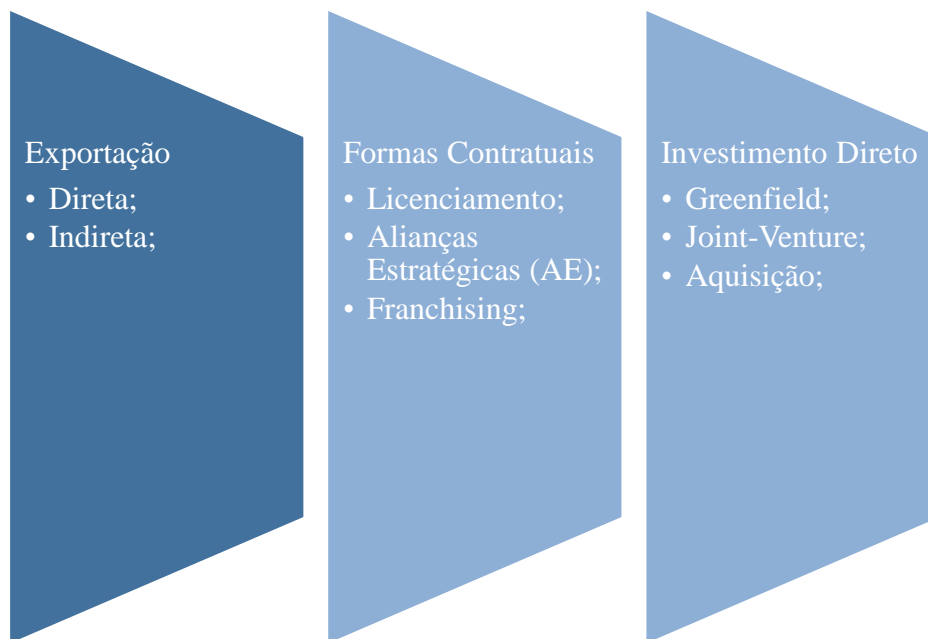 Exportação
• Direta;
• Indireta;
Formas Contratuais
• Licenciamento;
• Alianças
Estratégicas (AE);
• Franchising;
Investimento Direto
• Greenfield;
• Joint-Venture;
• Aquisição;